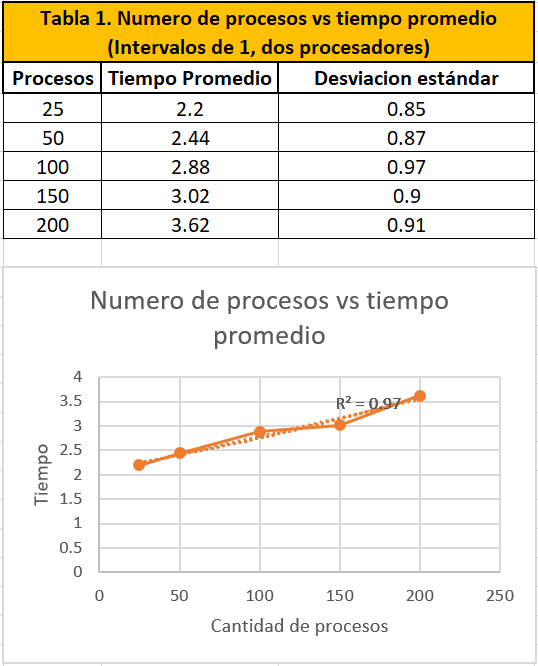 Tabla 1. Numero de procesos vs tiempo promedio
(Intervalos de 1, dos procesadores)
Procesos Tiempo Promedio Desviacion estándar
25 2.2 0.85
50 2.44 0.87
100 2.88 0.97
150 3.02 0.9
200 3.62 0.91
Numero de procesos vs tiempo
promedio
4
3.5
3
2.5
2
1.5
1
0.5
0
Tiempo
R² = 0.97
0 50 100 150 200 250
Cantidad de procesos